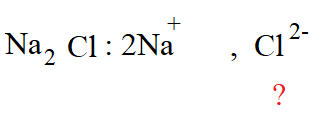 Na₂ Cl : 2Na⁺ , Cl²⁻
?